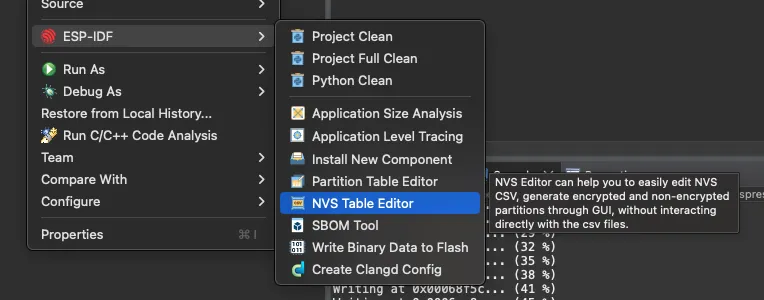 Source
ESP-IDF
Run As
Debug As
Restore from Local History...
Run C/C++ Code Analysis
Team
Compare With
Configure
Properties ⌘ I
Project Clean
Project Full Clean
Python Clean
Application Size Analysis
Application Level Tracing
Install New Component
Partition Table Editor
NVS Table Editor
SBOM Tool
Write Binary Data to Flash
Create Clangd Config
NVS Editor can help you to easily edit NVS
CSV, generate encrypted and non-encrypted
partitions through GUI, without interacting
directly with the csv files.
... (32 %)
... (35 %)
... (38 %)
Writing at 0x00068f5c... (41 %)